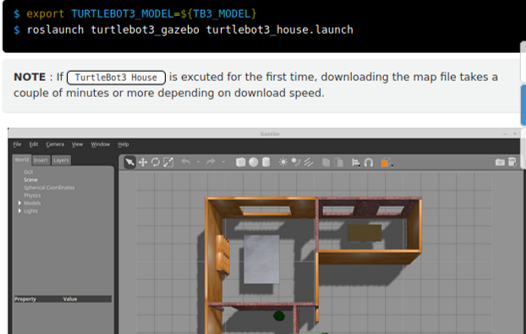 $ export TURTLEBOT3_MODEL=${TB3_MODEL}
$ roslaunch turtlebot3_gazebo turtlebot3_house.launch
NOTE : If TurtleBot3 House is excuted for the first time, downloading the map file takes a
couple of minutes or more depending on download speed.
Gazebo
File Edit Camera View Window Help
World Insert Layers
GUI
Scene
Spherical Coordinates
Physics
Models
Lights
Property Value